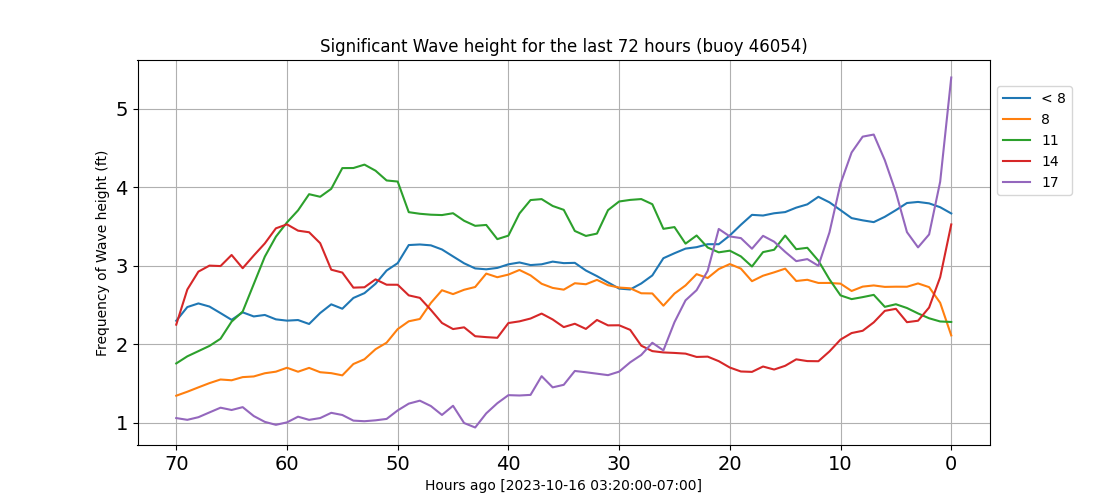 Significant Wave height for the last 72 hours (buoy 46054)
Frequency of Wave height (ft)
5
4
3
2
1
70 60 50 40 30 20 10 0
Hours ago [2023-10-16 03:20:00-07:00]
< 8
8
11
14
17